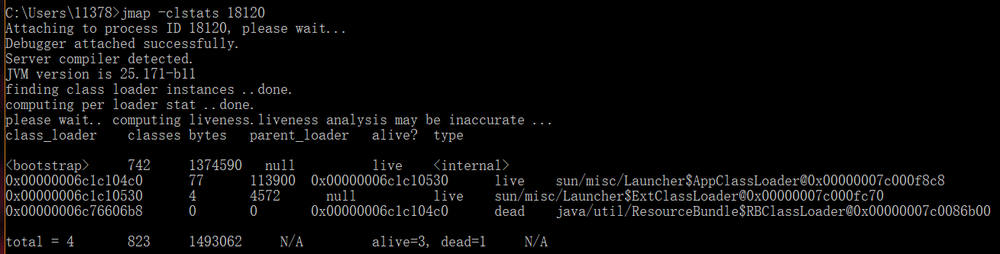 C:\Users\11378>jmap -clstats 18120
Attaching to process ID 18120, please wait...
Debugger attached successfully.
Server compiler detected.
JVM version is 25.171-b11
finding class loader instances ..done.
computing per loader stat ..done.
please wait.. computing liveness.liveness analysis may be inaccurate ...
class_loader classes bytes parent_loader alive? type
<bootstrap> 742 1374590 null live <internal>
0x00000006c1c104c0 77 113900 0x00000006c1c10530 live sun/misc/Launcher$AppClassLoader@0x00000007c000f8c8
0x00000006c1c10530 4 4572 null live sun/misc/Launcher$ExtClassLoader@0x00000007c000fc70
0x00000006c76606b8 0 0 0x00000006c1c104c0 dead java/util/ResourceBundle$RBClassLoader@0x00000007c0086b00
total = 4 823 1493062 N/A alive=3, dead=1 N/A